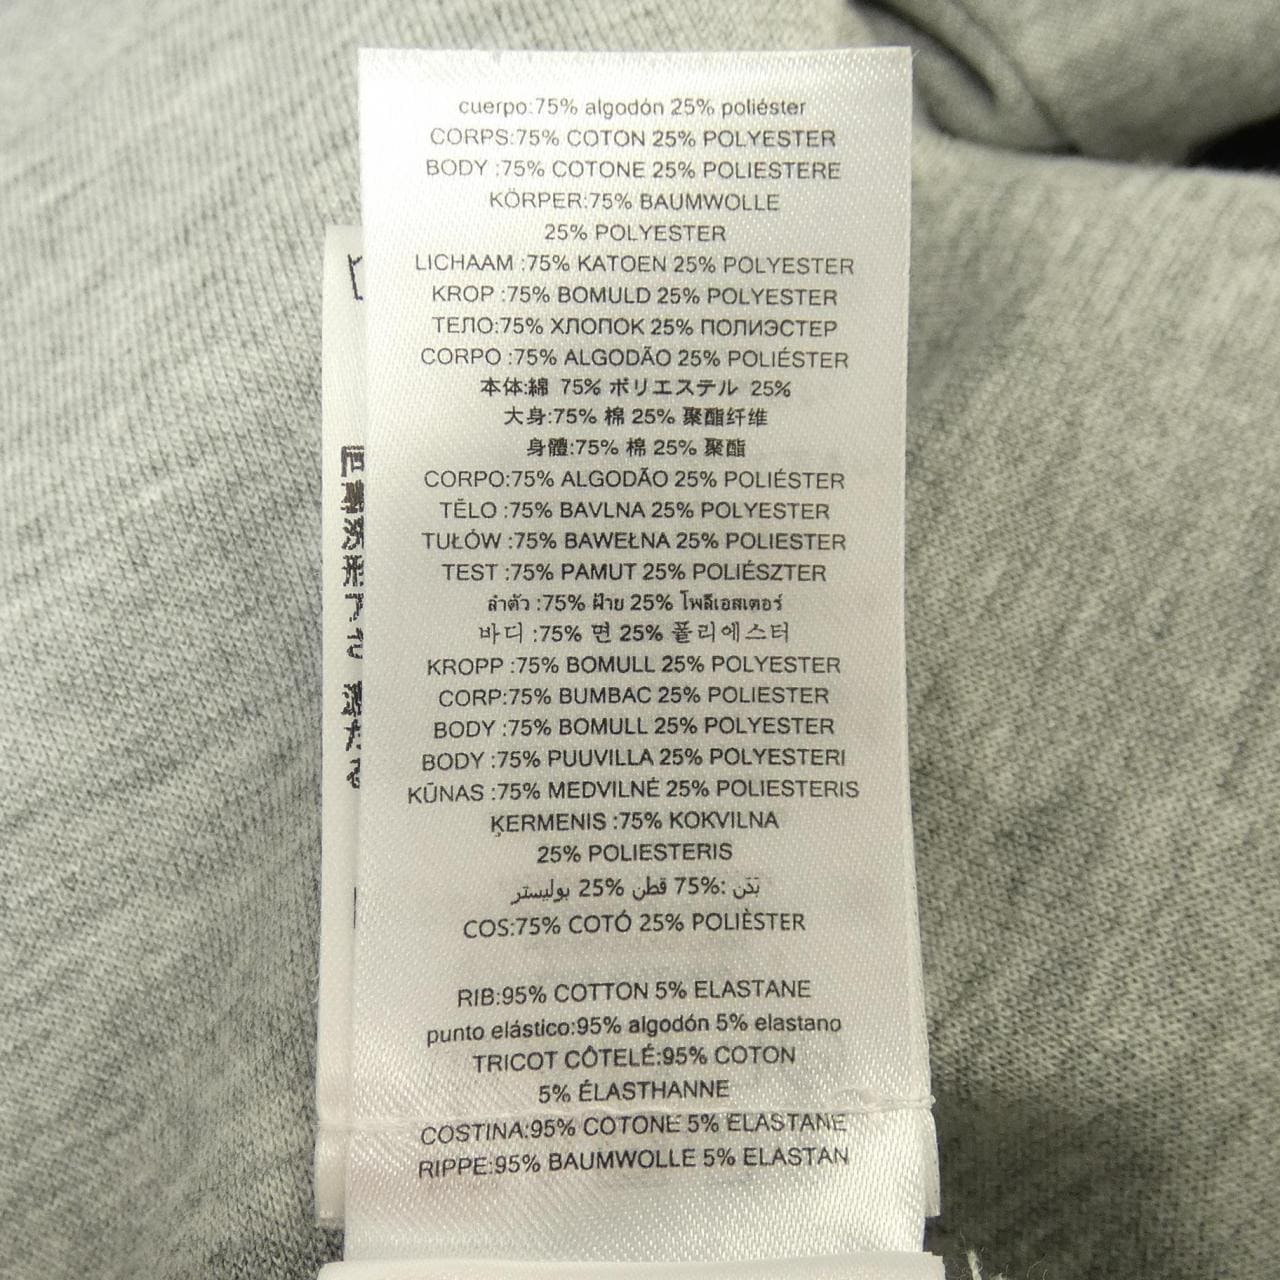 cuerpo:75% algodón 25% poliéster
CORPS:75% COTON 25% POLYESTER
BODY :75% COTONE 25% POLIESTERE
KÖRPER:75% BAUMWOLLE
25% POLYESTER
LICHAAM :75% KATOEN 25% POLYESTER
KROP :75% BOMULD 25% POLYESTER
ТЕЛО:75% ХЛОПОК 25% ПОЛИЭСТЕР
CORPO :75% ALGODÃO 25% POLIÉSTER
本体:綿 75% ポリエステル 25%
大身:75% 棉 25% 聚酯纤维
身體:75% 棉 25% 聚酯
CORPO:75% ALGODÃO 25% POLIÉSTER
TĚLO :75% BAVLNA 25% POLYESTER
TUŁÓW :75% BAWEŁNA 25% POLIESTER
TEST :75% PAMUT 25% POLIÉSZTER
ลำตัว :75% ฝ้าย 25% โพลีเอสเตอร์
바디 :75% 면 25% 폴리에스터
KROPP :75% BOMULL 25% POLYESTER
CORP:75% BUMBAC 25% POLIESTER
BODY :75% BOMULL 25% POLYESTER
BODY :75% PUUVILLA 25% POLYESTERI
KŪNAS :75% MEDVILNĖ 25% POLIESTERIS
ĶERMENIS :75% KOKVILNA
25% POLIESTERIS
بَدَن :75% قطن 25% بوليستر
COS:75% COTÓ 25% POLIÈSTER
RIB:95% COTTON 5% ELASTANE
punto elástico:95% algodón 5% elastano
TRICOT CÔTELÉ:95% COTON
5% ÉLASTHANNE
COSTINA:95% COTONE 5% ELASTANE
RIPPE:95% BAUMWOLLE 5% ELASTAN